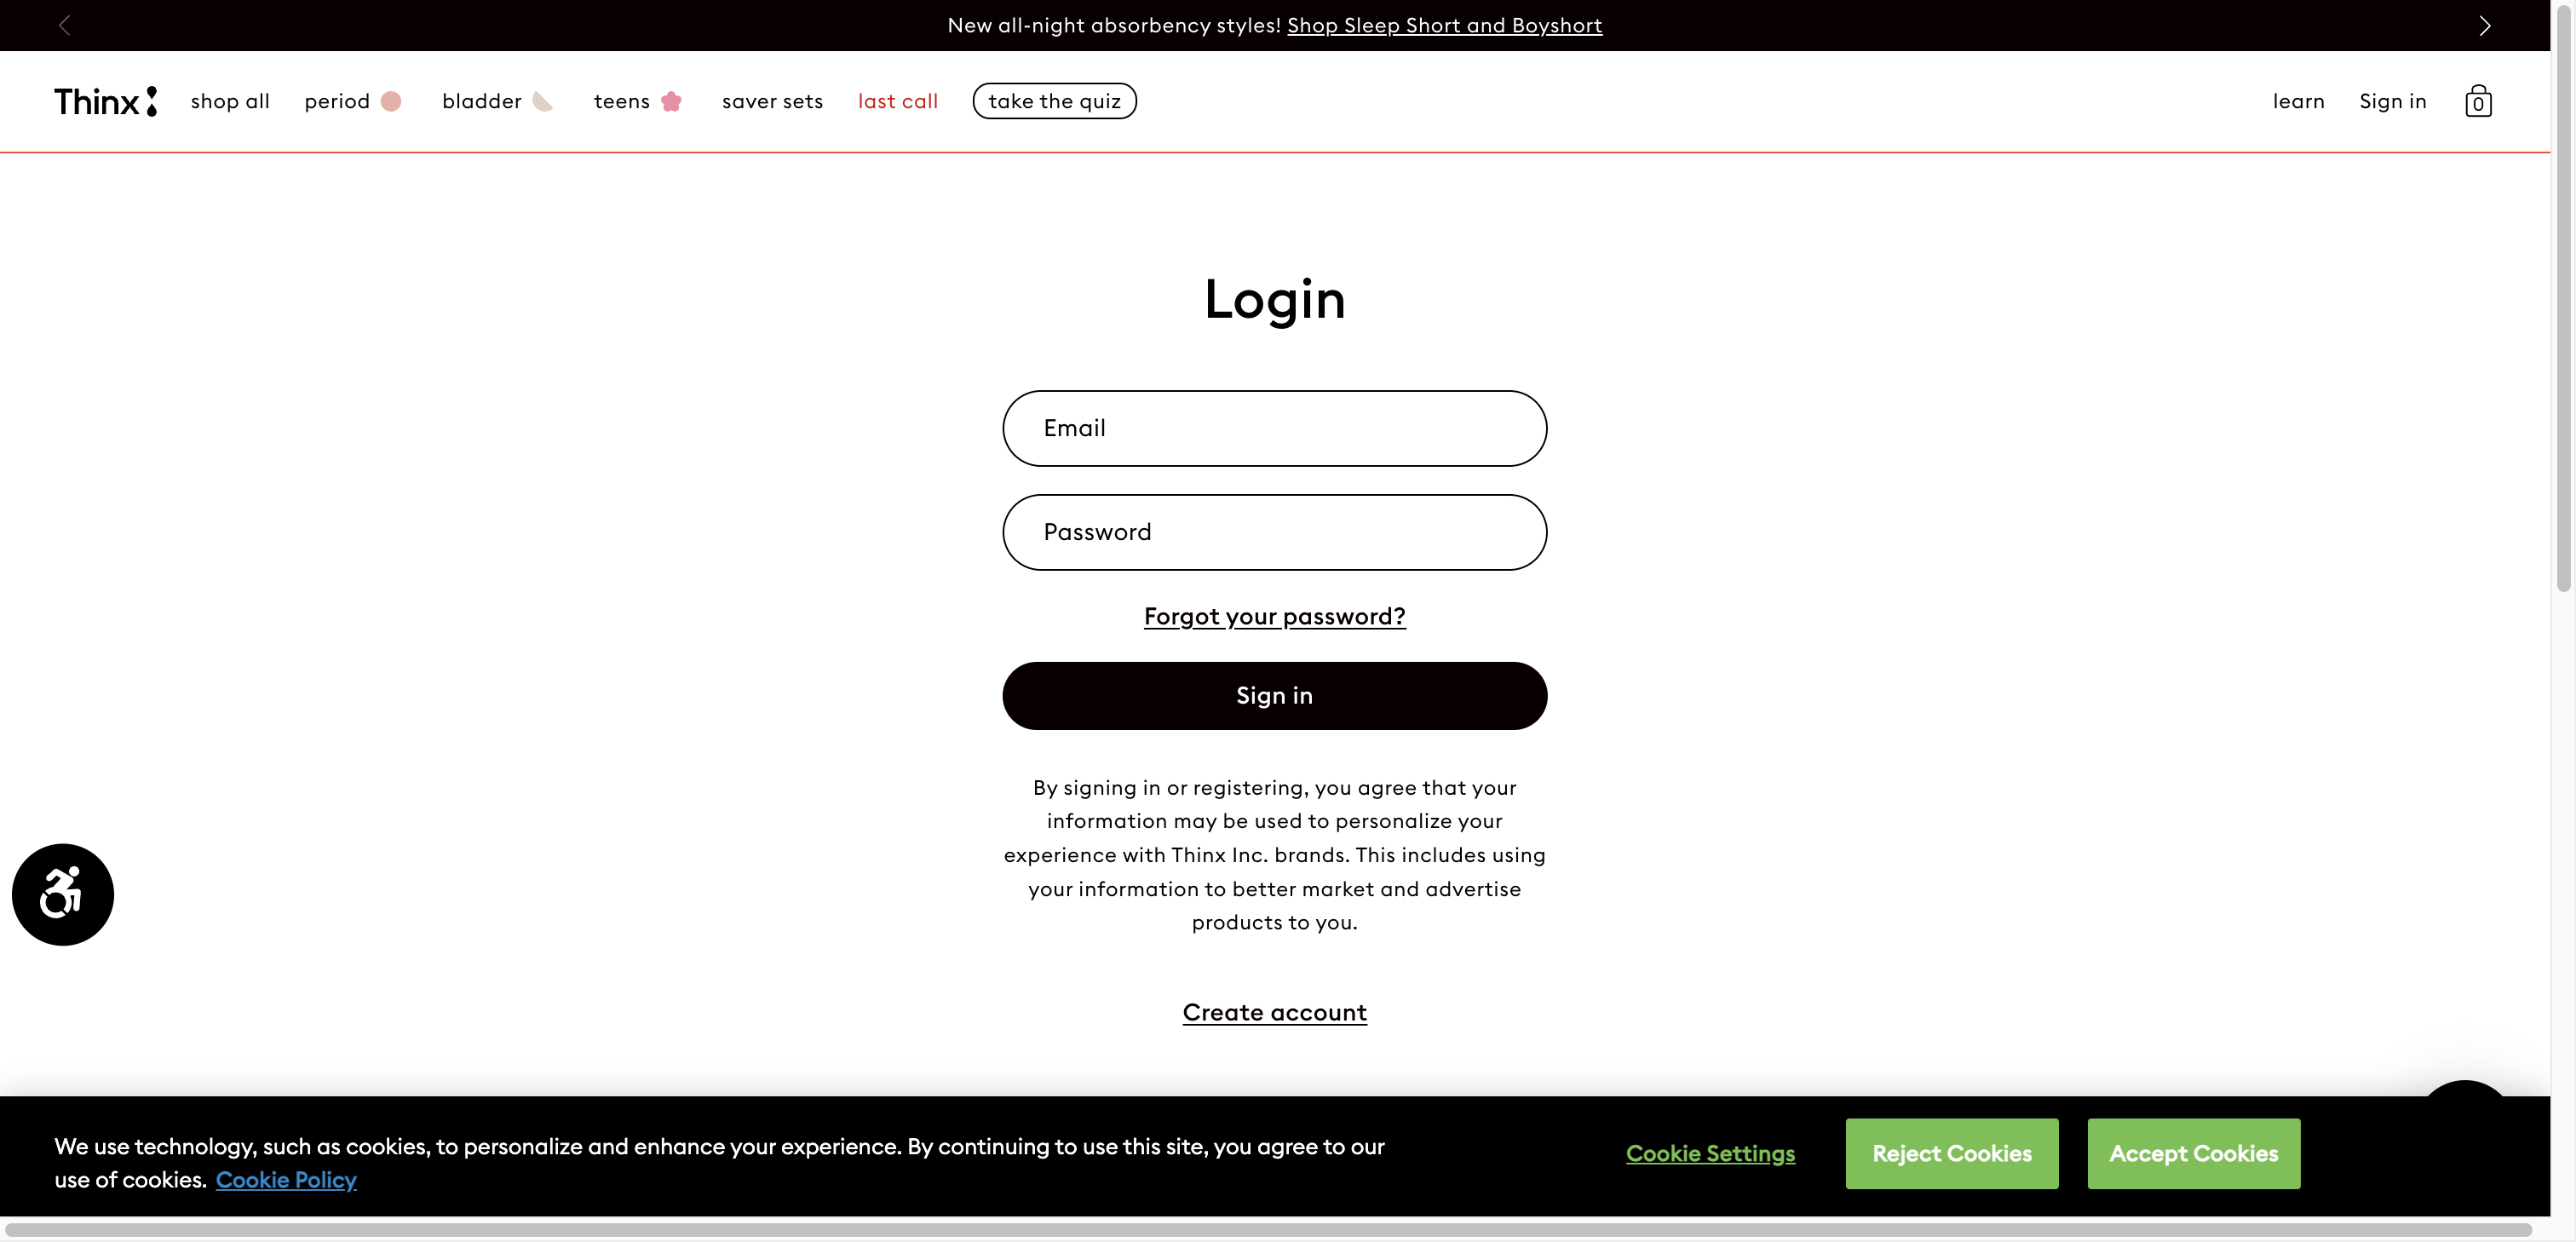 New all-night absorbency styles! Shop Sleep Short and Boyshort
Thinx shop all period bladder teens saver sets last call take the quiz learn Sign in 0
Login
Email
Password
Forgot your password?
Sign in
By signing in or registering, you agree that your
information may be used to personalize your
experience with Thinx Inc. brands. This includes using
your information to better market and advertise
products to you.
Create account
We use technology, such as cookies, to personalize and enhance your experience. By continuing to use this site, you agree to our
use of cookies. Cookie Policy
Cookie Settings Reject Cookies Accept Cookies